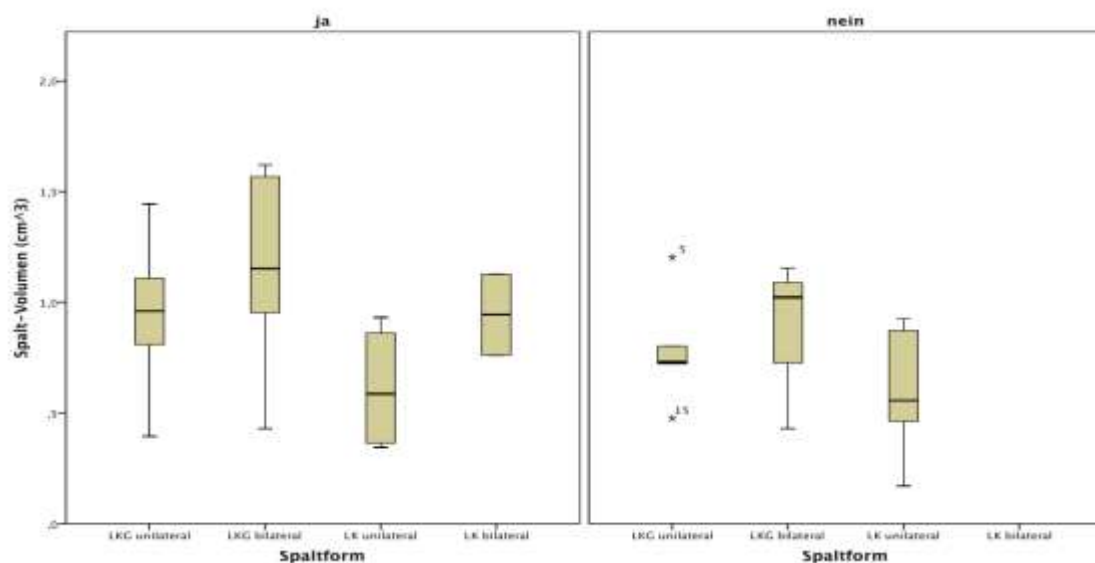 ja
nein
2,0
1,5
1,0
,5
,0
Spalt-Volumen (cm^3)
* 5
* 15
LKG unilateral LKG bilateral LK unilateral LK bilateral
LKG unilateral LKG bilateral LK unilateral LK bilateral
Spaltform
Spaltform